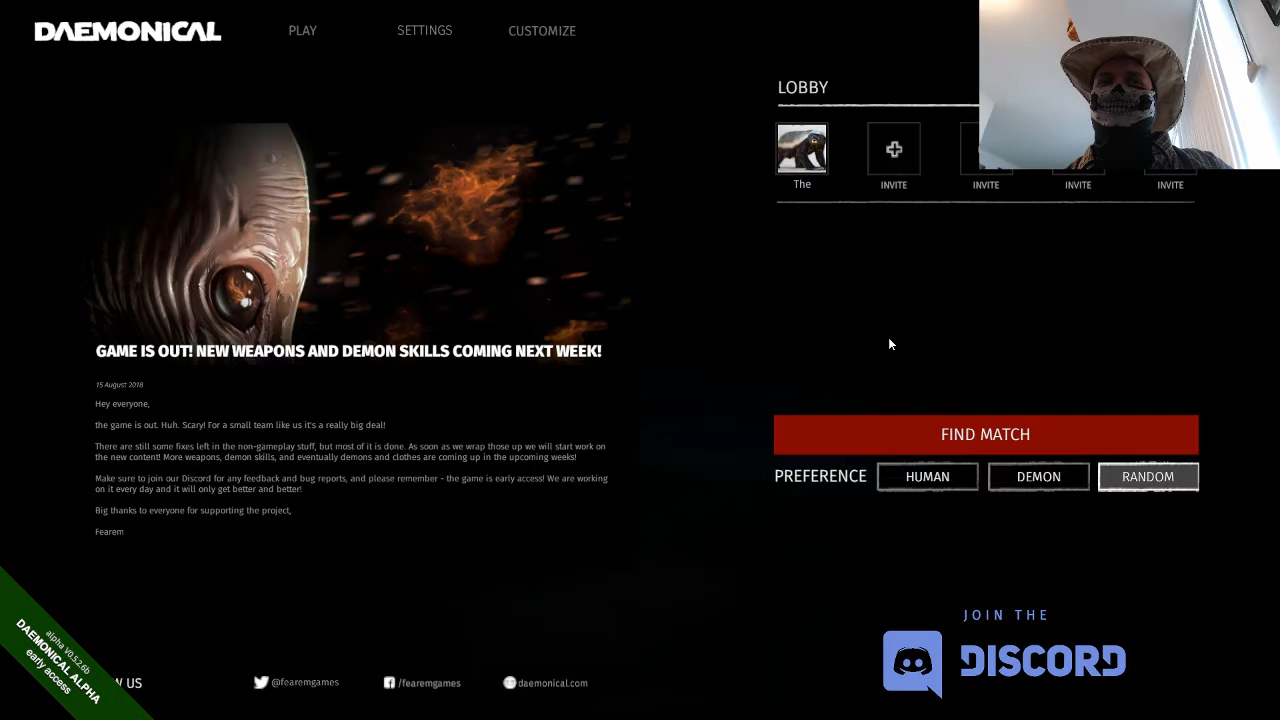 DAEMONICAL
PLAY
SETTINGS
CUSTOMIZE
LOBBY
The
INVITE
INVITE
INVITE
INVITE
GAME IS OUT! NEW WEAPONS AND DEMON SKILLS COMING NEXT WEEK!
15 August 2018
Hey everyone,
the game is out. Huh. Scary! For a small team like us it's a really big deal!
There are still some fixes left in the non-gameplay stuff, but most of it is done. As soon as we wrap those up we will start work on
the new content! More weapons, demon skills, and eventually demons and clothes are coming up in the upcoming weeks!
Make sure to join our Discord for any feedback and bug reports, and please remember - the game is early access! We are working
on it every day and it will only get better and better!
Big thanks to everyone for supporting the project,
Fearem
FIND MATCH
PREFERENCE
HUMAN
DEMON
RANDOM
JOIN THE
DISCORD
alpha V0.5.2.6b
DAEMONICAL ALPHA
early access
W US
@fearemgames
/fearemgames
daemonical.com